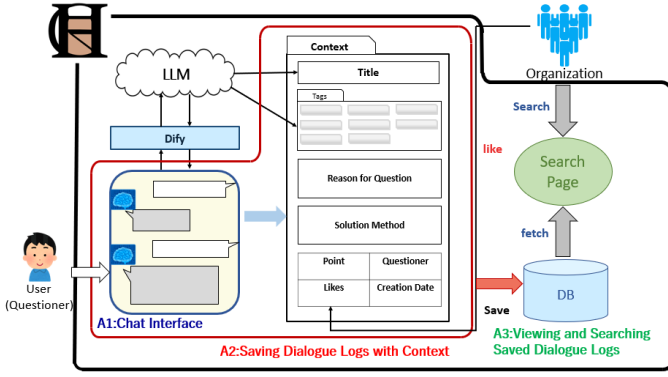 Context
LLM
Title
Tags
Dify
Reason for Question
Solution Method
Point
Questioner
Likes
Creation Date
User
(Questioner)
A1:Chat Interface
A2:Saving Dialogue Logs with Context
Organization
Search
like
Search
Page
fetch
DB
Save
A3:Viewing and Searching
Saved Dialogue Logs